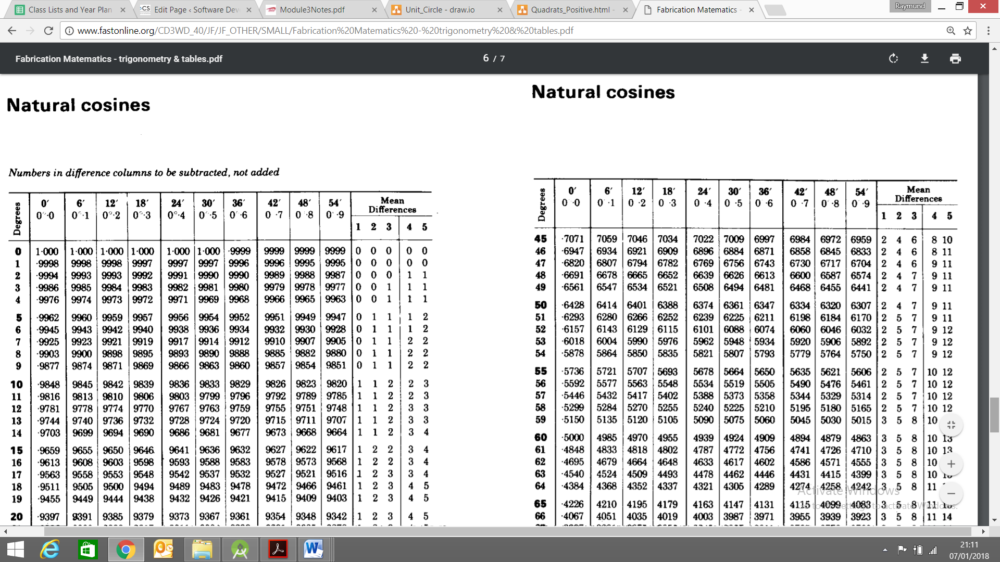 Class Lists and Year Plan
Edit Page ‹ Software Dev
Module3Notes.pdf
Unit_Circle - draw.io
Quadrats_Positive.html -
Fabrication Matematics -
Raymund
www.fastonline.org/CD3WD_40/JF/JF_OTHER/SMALL/Fabrication%20Matematics%20-%20trigonometry%20&%20tables.pdf
Fabrication Matematics - trigonometry & tables.pdf
6 / 7
Natural cosines
Numbers in difference columns to be subtracted, not added
Degrees 0′ 6′ 12′ 18′ 24′ 30′ 36′ 42′ 48′ 54′ Mean Differences
0°·0 0°·1 0°·2 0°·3 0°·4 0°·5 0°·6 0°·7 0°·8 0°·9 1 2 3 4 5
0 1·000 1·000 1·000 1·000 1·000 1·000 ·9999 9999 9999 9999 0 0 0 0 0
1 ·9998 9998 9998 9997 9997 9997 9996 9996 9995 9995 0 0 0 0 0
2 ·9994 9993 9993 9992 9991 9990 9990 9989 9988 9987 0 0 0 1 1
3 ·9986 9985 9984 9983 9982 9981 9980 9979 9978 9977 0 0 1 1 1
4 ·9976 9974 9973 9972 9971 9969 9968 9966 9965 9963 0 0 1 1 1
5 ·9962 9960 9959 9957 9956 9954 9952 9951 9949 9947 0 1 1 1 2
6 ·9945 9943 9942 9940 9938 9936 9934 9932 9930 9928 0 1 1 1 2
7 ·9925 9923 9921 9919 9917 9914 9912 9910 9907 9905 0 1 1 2 2
8 ·9903 9900 9898 9895 9893 9890 9888 9885 9882 9880 0 1 1 2 2
9 ·9877 9874 9871 9869 9866 9863 9860 9857 9854 9851 0 1 1 2 2
10 ·9848 9845 9842 9839 9836 9833 9829 9826 9823 9820 1 1 2 2 3
11 ·9816 9813 9810 9806 9803 9799 9796 9792 9789 9785 1 1 2 2 3
12 ·9781 9778 9774 9770 9767 9763 9759 9755 9751 9748 1 1 2 3 3
13 ·9744 9740 9736 9732 9728 9724 9720 9715 9711 9707 1 1 2 3 3
14 ·9703 9699 9694 9690 9686 9681 9677 9673 9668 9664 1 1 2 3 4
15 ·9659 9655 9650 9646 9641 9636 9632 9627 9622 9617 1 2 2 3 4
16 ·9613 9608 9603 9598 9593 9588 9583 9578 9573 9568 1 2 2 3 4
17 ·9563 9558 9553 9548 9542 9537 9532 9527 9521 9516 1 2 3 3 4
18 ·9511 9505 9500 9494 9489 9483 9478 9472 9466 9461 1 2 3 4 5
19 ·9455 9449 9444 9438 9432 9426 9421 9415 9409 9403 1 2 3 4 5
20 ·9397 9391 9385 9379 9373 9367 9361 9354 9348 9342 1 2 3 4 5
Natural cosines
Degrees 0′ 6′ 12′ 18′ 24′ 30′ 36′ 42′ 48′ 54′ Mean Differences
0°·0 0°·1 0°·2 0°·3 0°·4 0°·5 0°·6 0°·7 0°·8 0°·9 1 2 3 4 5
45 ·7071 7059 7046 7034 7022 7009 6997 6984 6972 6959 2 4 6 8 10
46 ·6947 6934 6921 6909 6896 6884 6871 6858 6845 6833 2 4 6 8 11
47 ·6820 6807 6794 6782 6769 6756 6743 6730 6717 6704 2 4 6 9 11
48 ·6691 6678 6665 6652 6639 6626 6613 6600 6587 6574 2 4 7 9 11
49 ·6561 6547 6534 6521 6508 6494 6481 6468 6455 6441 2 4 7 9 11
50 ·6428 6414 6401 6388 6374 6361 6347 6334 6320 6307 2 4 7 9 11
51 ·6293 6280 6266 6252 6239 6225 6211 6198 6184 6170 2 5 7 9 11
52 ·6157 6143 6129 6115 6101 6088 6074 6060 6046 6032 2 5 7 9 12
53 ·6018 6004 5990 5976 5962 5948 5934 5920 5906 5892 2 5 7 9 12
54 ·5878 5864 5850 5835 5821 5807 5793 5779 5764 5750 2 5 7 9 12
55 ·5736 5721 5707 5693 5678 5664 5650 5635 5621 5606 2 5 7 10 12
56 ·5592 5577 5563 5548 5534 5519 5505 5490 5476 5461 2 5 7 10 12
57 ·5446 5432 5417 5402 5388 5373 5358 5344 5329 5314 2 5 7 10 12
58 ·5299 5284 5270 5255 5240 5225 5210 5195 5180 5165 2 5 7 10 12
59 ·5150 5135 5120 5105 5090 5075 5060 5045 5030 5015 3 5 8 10
60 ·5000 4985 4970 4955 4939 4924 4909 4894 4879 4863 3 5 8 10 13
61 ·4848 4833 4818 4802 4787 4772 4756 4741 4726 4710 3 5 8 10 13
62 ·4695 4679 4664 4648 4633 4617 4602 4586 4571 4555 3 5 8 10
63 ·4540 4524 4509 4493 4478 4462 4446 4431 4415 4399 3 5 8 10
64 ·4384 4368 4352 4337 4321 4305 4289 4274 4258 4242 3 5 8 11
65 ·4226 4210 4195 4179 4163 4147 4131 4115 4099 4083 3 5 8 11
66 ·4067 4051 4035 4019 4003 3987 3971 3955 3939 3923 3 5 8 11 14
Activate Windows
Go to PC settings to activate Windows.
21:11
07/01/2018